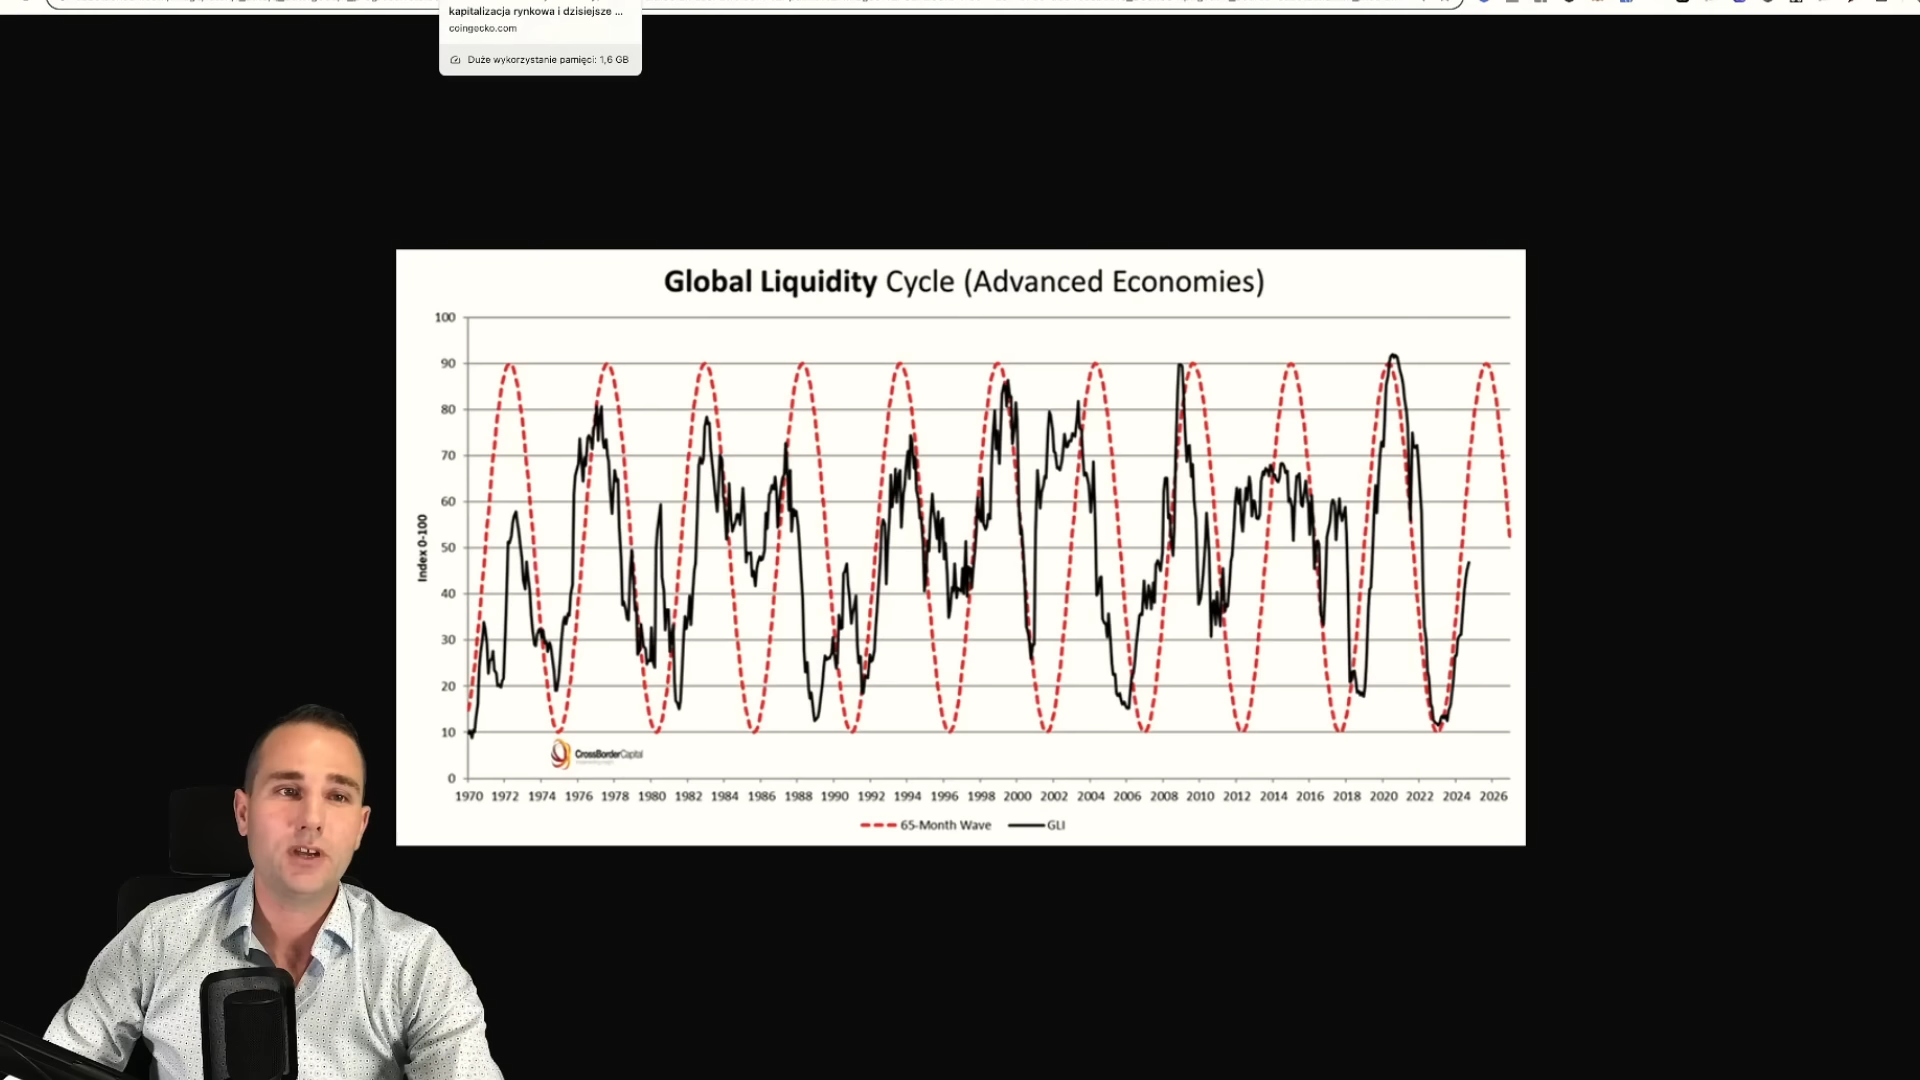 kapitalizacja rynkowa i dzisiejsze ...
coingecko.com
Duże wykorzystanie pamięci: 1,6 GB
Global Liquidity Cycle (Advanced Economies)
100
90
80
70
60
50
40
30
20
10
0
Index 0-100
CrossBorderCapital
1970 1972 1974 1976 1978 1980 1982 1984 1986 1988 1990 1992 1994 1996 1998 2000 2002 2004 2006 2008 2010 2012 2014 2016 2018 2020 2022 2024 2026
65-Month Wave GLI